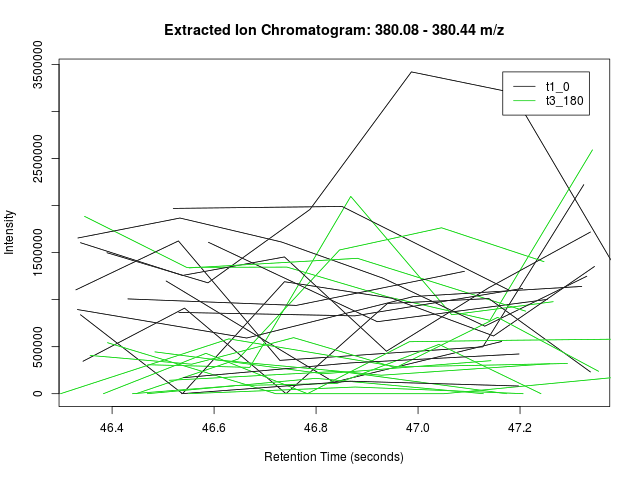 Extracted Ion Chromatogram: 380.08 - 380.44 m/z
t1_0
t3_180
Intensity
3500000
2500000
1500000
500000
0
46.4 46.6 46.8 47.0 47.2
Retention Time (seconds)